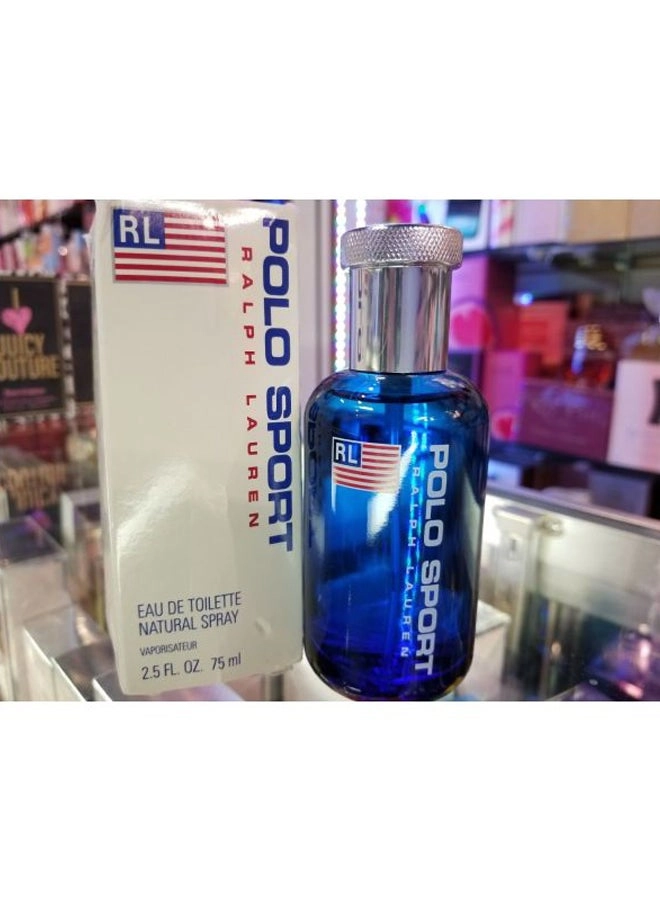 RL
POLO SPORT
RALPH LAUREN
EAU DE TOILETTE
NATURAL SPRAY
VAPORISATEUR
2.5 FL. OZ. 75 ml
RL
POLO SPORT
RALPH LAUREN
I
JUICY
COUTURE